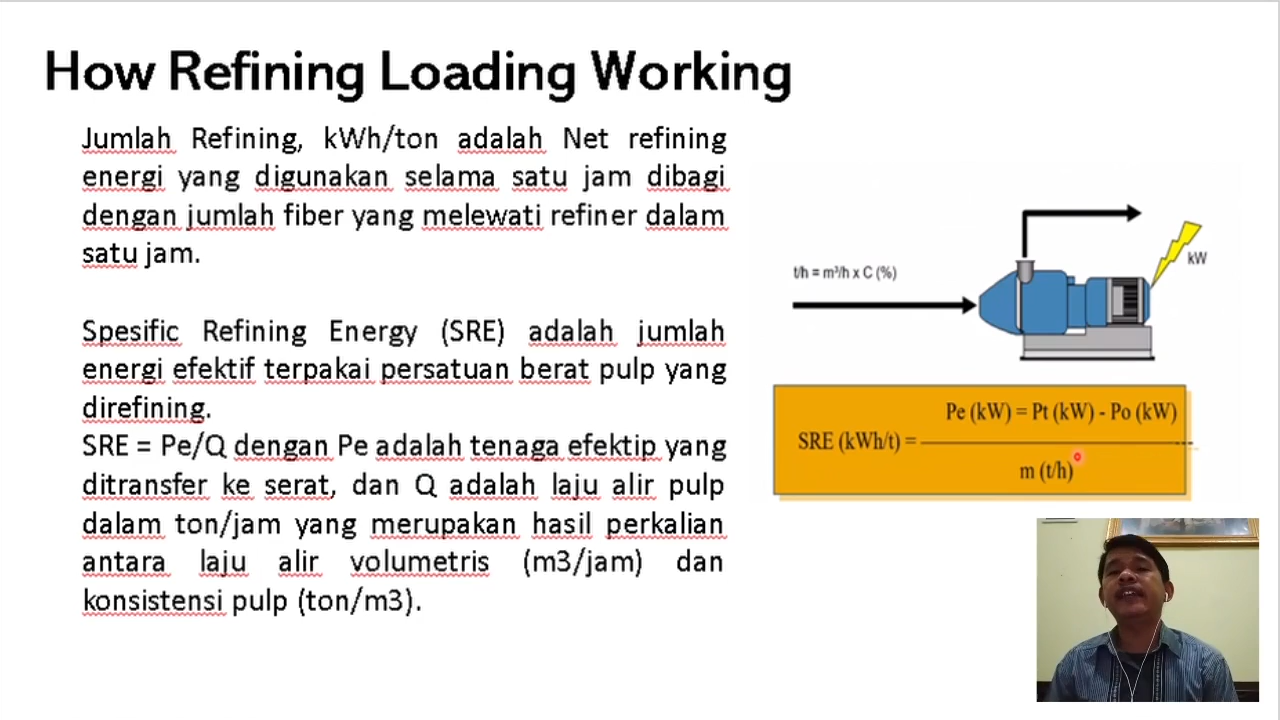 How Refining Loading Working
Jumlah Refining, kWh/ton adalah Net refining
energi yang digunakan selama satu jam dibagi
dengan jumlah fiber yang melewati refiner dalam
satu jam.
Spesific Refining Energy (SRE) adalah jumlah
energi efektif terpakai persatuan berat pulp yang
direfining.
SRE = Pe/Q dengan Pe adalah tenaga efektip yang
ditransfer ke serat, dan Q adalah laju alir pulp
dalam ton/jam yang merupakan hasil perkalian
antara laju alir volumetris (m3/jam) dan
konsistensi pulp (ton/m3).
kW
t/h = m³/h x C (%)
Pe (kW) = Pt (kW) - Po (kW)
SRE (kWh/t) =
m (t/h)